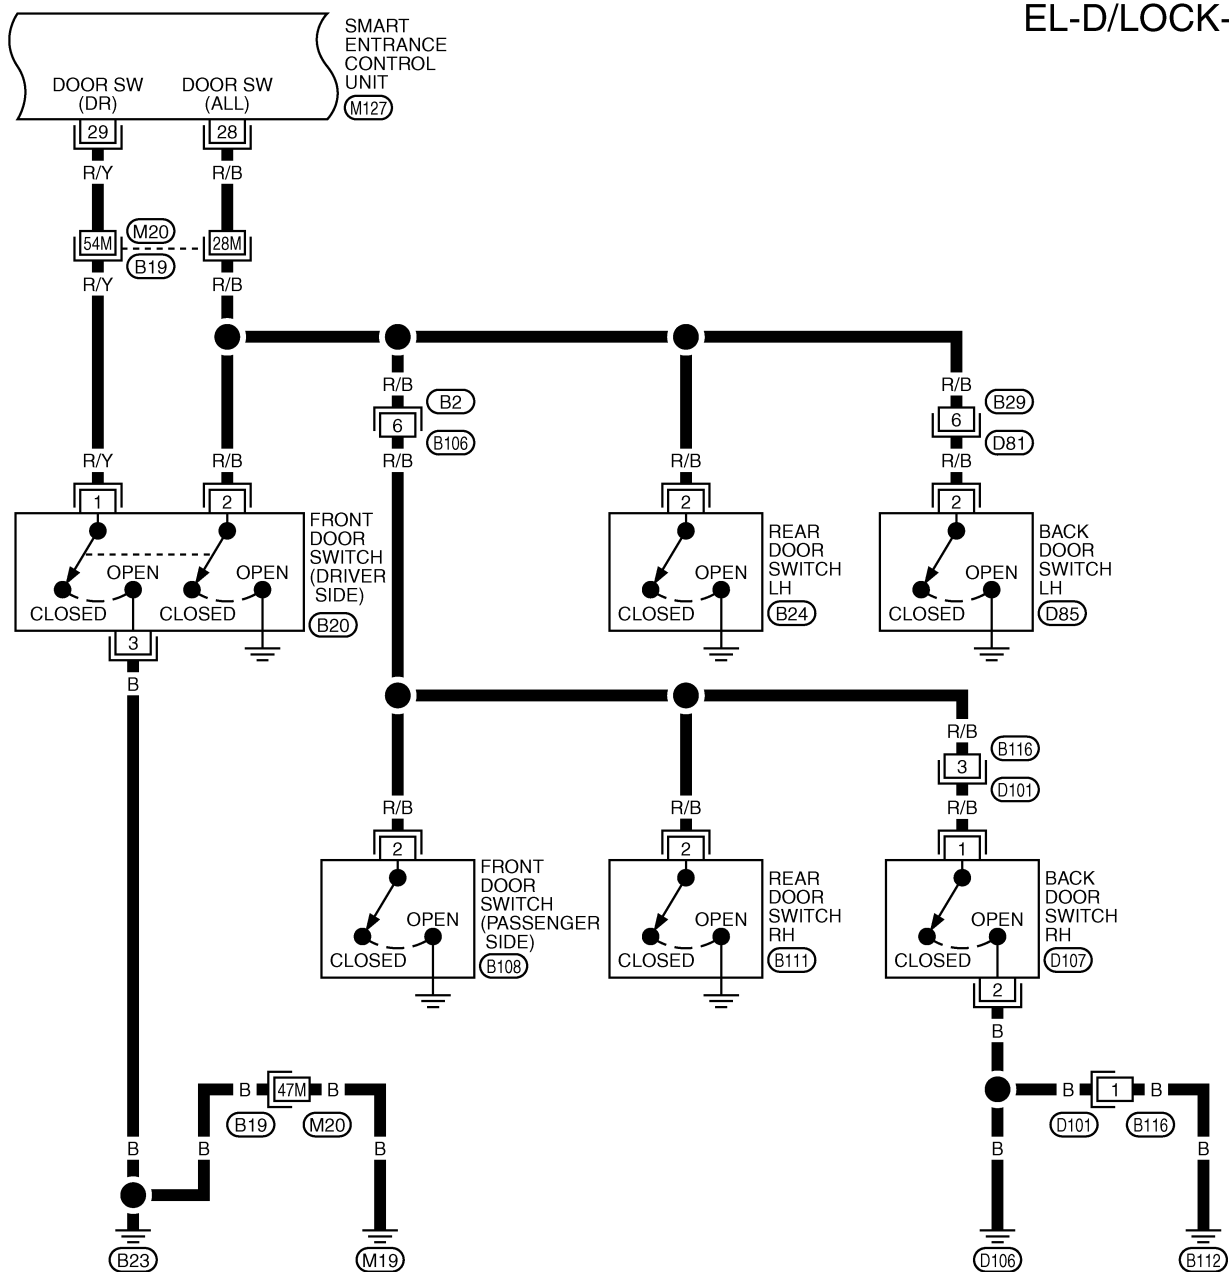 EL-D/LOCK-
SMART
ENTRANCE
CONTROL
UNIT
M127
DOOR SW
(DR)
DOOR SW
(ALL)
29
28
R/Y
R/B
54M
M20
B19
28M
R/Y
R/B
R/B
R/B
6
B2
B106
6
B29
D81
R/Y
R/B
R/B
R/B
R/B
1
2
2
2
FRONT
DOOR
SWITCH
(DRIVER
SIDE)
B20
OPEN
CLOSED
OPEN
CLOSED
REAR
DOOR
SWITCH
LH
B24
OPEN
CLOSED
BACK
DOOR
SWITCH
LH
D85
OPEN
CLOSED
3
B
R/B
3
B116
D101
R/B
R/B
R/B
2
2
1
FRONT
DOOR
SWITCH
(PASSENGER
SIDE)
B108
OPEN
CLOSED
REAR
DOOR
SWITCH
RH
B111
OPEN
CLOSED
BACK
DOOR
SWITCH
RH
D107
OPEN
CLOSED
2
B
B
47M
B
B19
M20
B
1
B
D101
B116
B
B
B
B
B
B23
M19
D106
B112